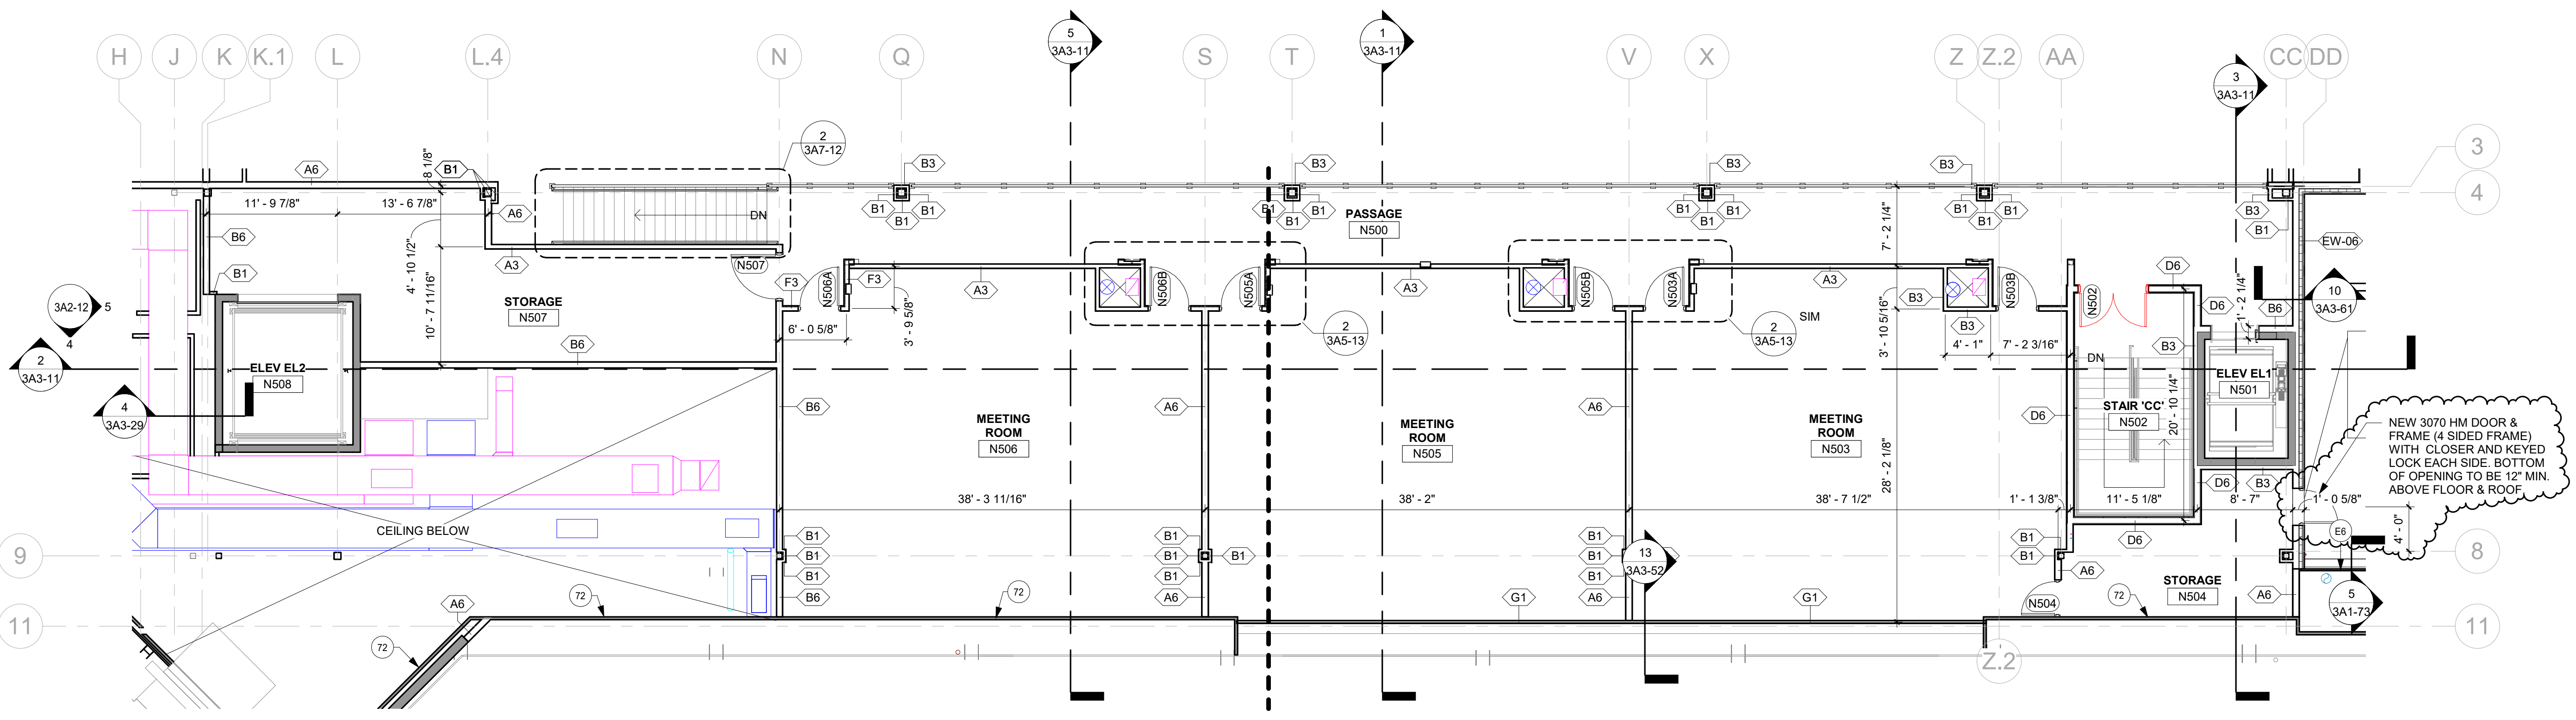 H
J
K
K.1
L
L.4
N
Q
5
3A3-11
S
T
1
3A3-11
V
X
Z
Z.2
AA
3
3A3-11
CC
DD
3
4
2
3A7-12
A6
8 1/8"
B1
B3
B3
B3
B3
11' - 9 7/8"
13' - 6 7/8"
A6
DN
B1
B1
B1
B1
B1
B1
PASSAGE
N500
B1
B1
B1
B1
B1
B1
B3
B1
7' - 2 1/4"
EW-06
B6
4' - 10 1/2"
A3
N507
B1
F3
N506A
F3
A3
N506B
N505A
A3
N505B
N503A
A3
N503B
N502
D6
D6
1' - 2 1/4"
10
3A3-61
B6
3A2-12
5
4
STORAGE
N507
10' - 7 11/16"
6' - 0 5/8"
3' - 9 5/8"
2
3A5-13
SIM
2
3A5-13
3' - 10 5/16"
B3
B3
4' - 1"
7' - 2 3/16"
B3
DN
B6
2
3A3-11
ELEV EL2
N508
ELEV EL1
N501
4
3A3-29
B6
MEETING
ROOM
N506
A6
MEETING
ROOM
N505
A6
MEETING
ROOM
N503
D6
STAIR 'CC'
N502
20' - 10 1/4"
NEW 3070 HM DOOR &
FRAME (4 SIDED FRAME)
WITH CLOSER AND KEYED
LOCK EACH SIDE. BOTTOM
OF OPENING TO BE 12" MIN.
ABOVE FLOOR & ROOF
28' - 2 1/8"
D6
B3
38' - 3 11/16"
38' - 2"
38' - 7 1/2"
1' - 1 3/8"
11' - 5 1/8"
8' - 7"
1' - 0 5/8"
CEILING BELOW
4' - 0"
E6
D6
9
B1
B1
B1
B1
B1
B1
B1
B1
B1
B1
13
3A3-52
B1
B1
8
A6
B6
A6
A6
STORAGE
N504
A6
A6
72
72
G1
G1
N504
72
5
3A1-73
11
72
11
Z.2